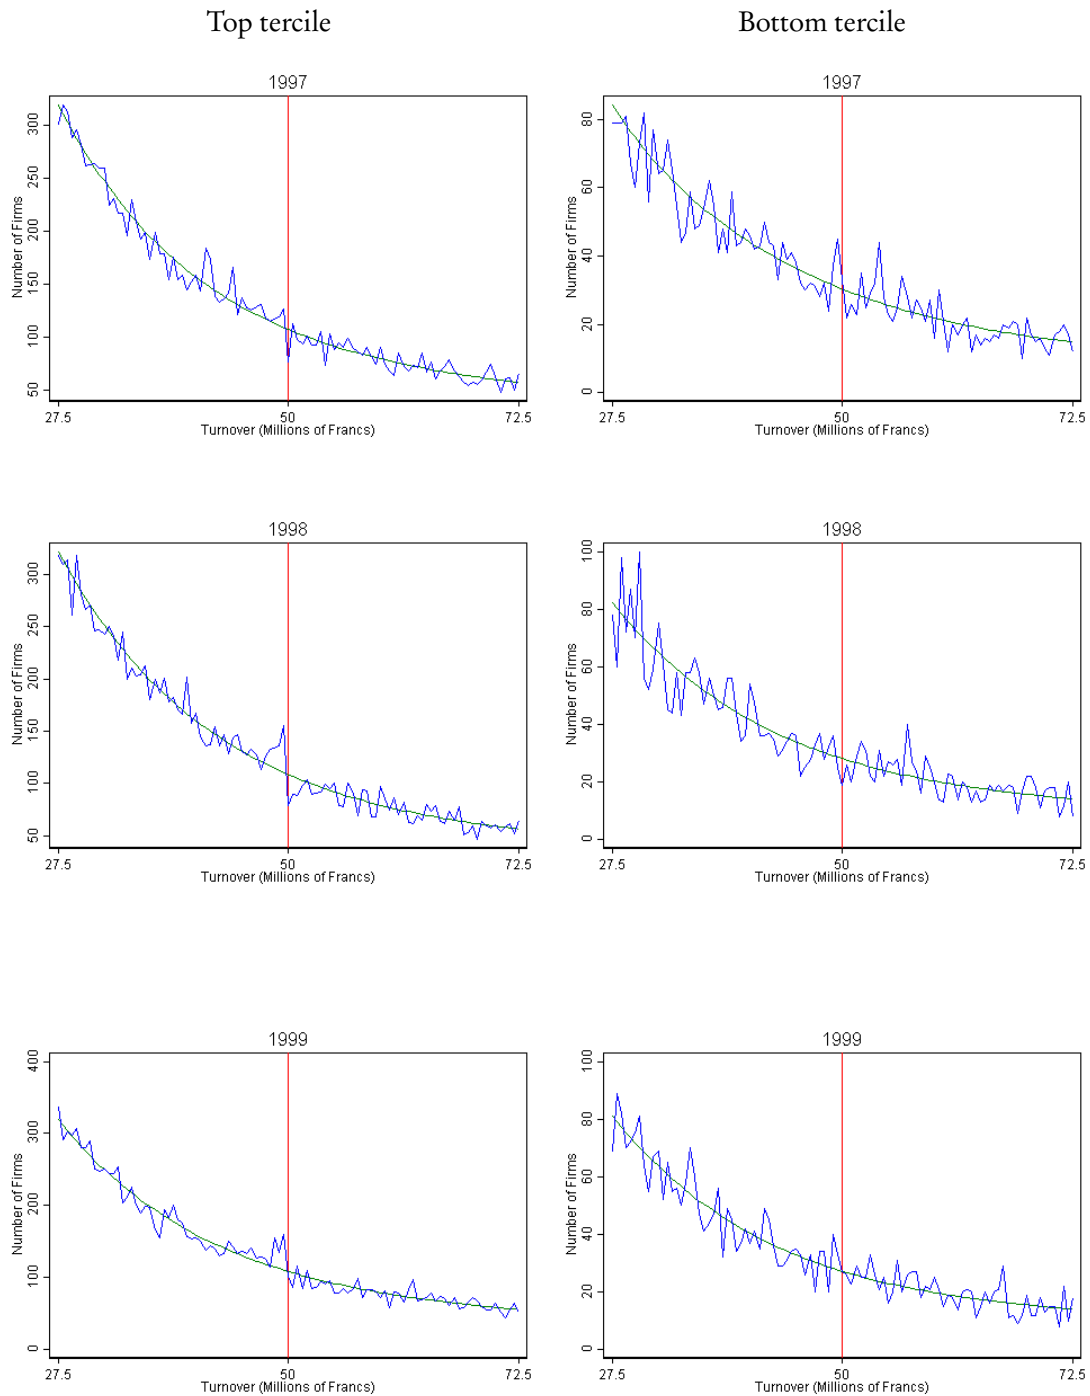 Top tercile
Bottom tercile
1997
Number of Firms
50 100 150 200 250 300
27.5 50 72.5
Turnover (Millions of Francs)
1997
Number of Firms
0 20 40 60 80
27.5 50 72.5
Turnover (Millions of Francs)
1998
Number of Firms
50 100 150 200 250 300
27.5 50 72.5
Turnover (Millions of Francs)
1998
Number of Firms
0 20 40 60 80 100
27.5 50 72.5
Turnover (Millions of Francs)
1999
Number of Firms
0 100 200 300 400
27.5 50 72.5
Turnover (Millions of Francs)
1999
Number of Firms
0 20 40 60 80 100
27.5 50 72.5
Turnover (Millions of Francs)